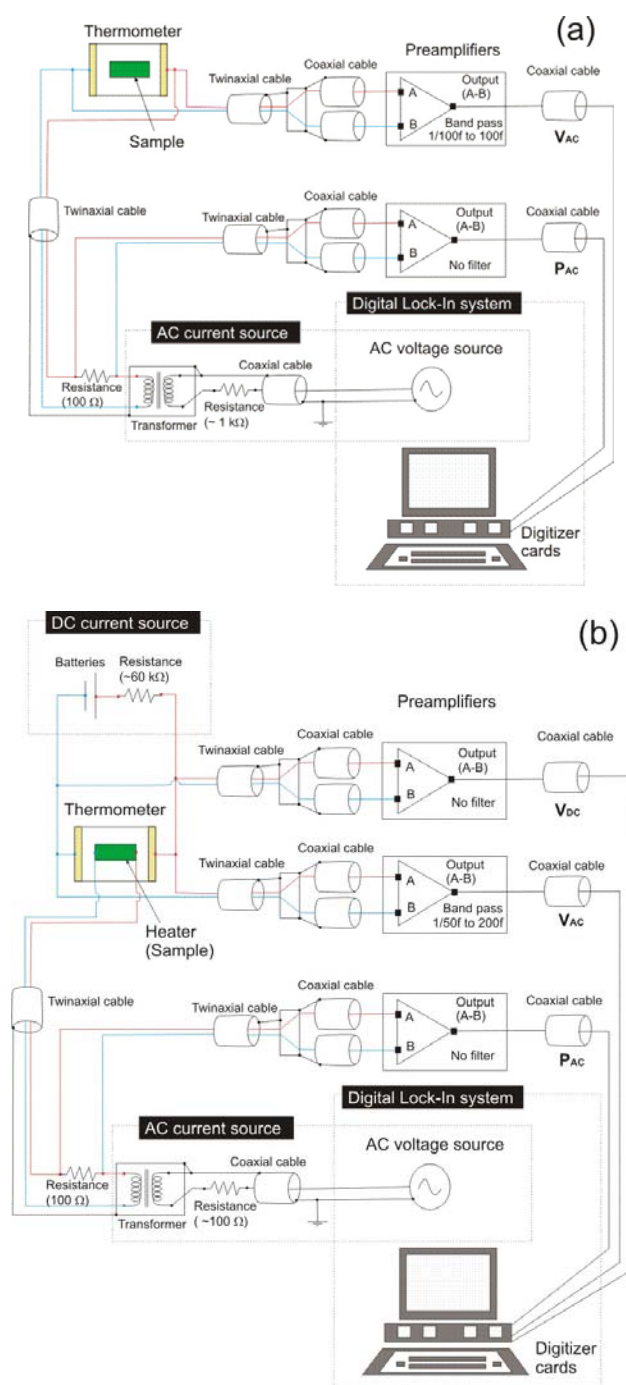 (a)
Thermometer
Sample
Twinaxial cable
Coaxial cable
Preamplifiers
Output
(A-B)
A
B
Band pass
1/100f to 100f
Coaxial cable
VAC
Twinaxial cable
Twinaxial cable
Coaxial cable
Output
(A-B)
A
B
No filter
Coaxial cable
PAC
Digital Lock-In system
AC current source
AC voltage source
Coaxial cable
Resistance
(100 Ω)
Transformer
Resistance
(~ 1 kΩ)
Digitizer
cards
(b)
DC current source
Batteries
Resistance
(~60 kΩ)
Preamplifiers
Twinaxial cable
Coaxial cable
Output
(A-B)
A
B
No filter
Coaxial cable
VDC
Thermometer
Heater
(Sample)
Twinaxial cable
Coaxial cable
Output
(A-B)
A
B
Band pass
1/50f to 200f
Coaxial cable
VAC
Twinaxial cable
Twinaxial cable
Coaxial cable
Output
(A-B)
A
B
No filter
Coaxial cable
PAC
Digital Lock-In system
AC current source
AC voltage source
Coaxial cable
Resistance
(100 Ω)
Transformer
Resistance
( ~100 Ω)
Digitizer
cards